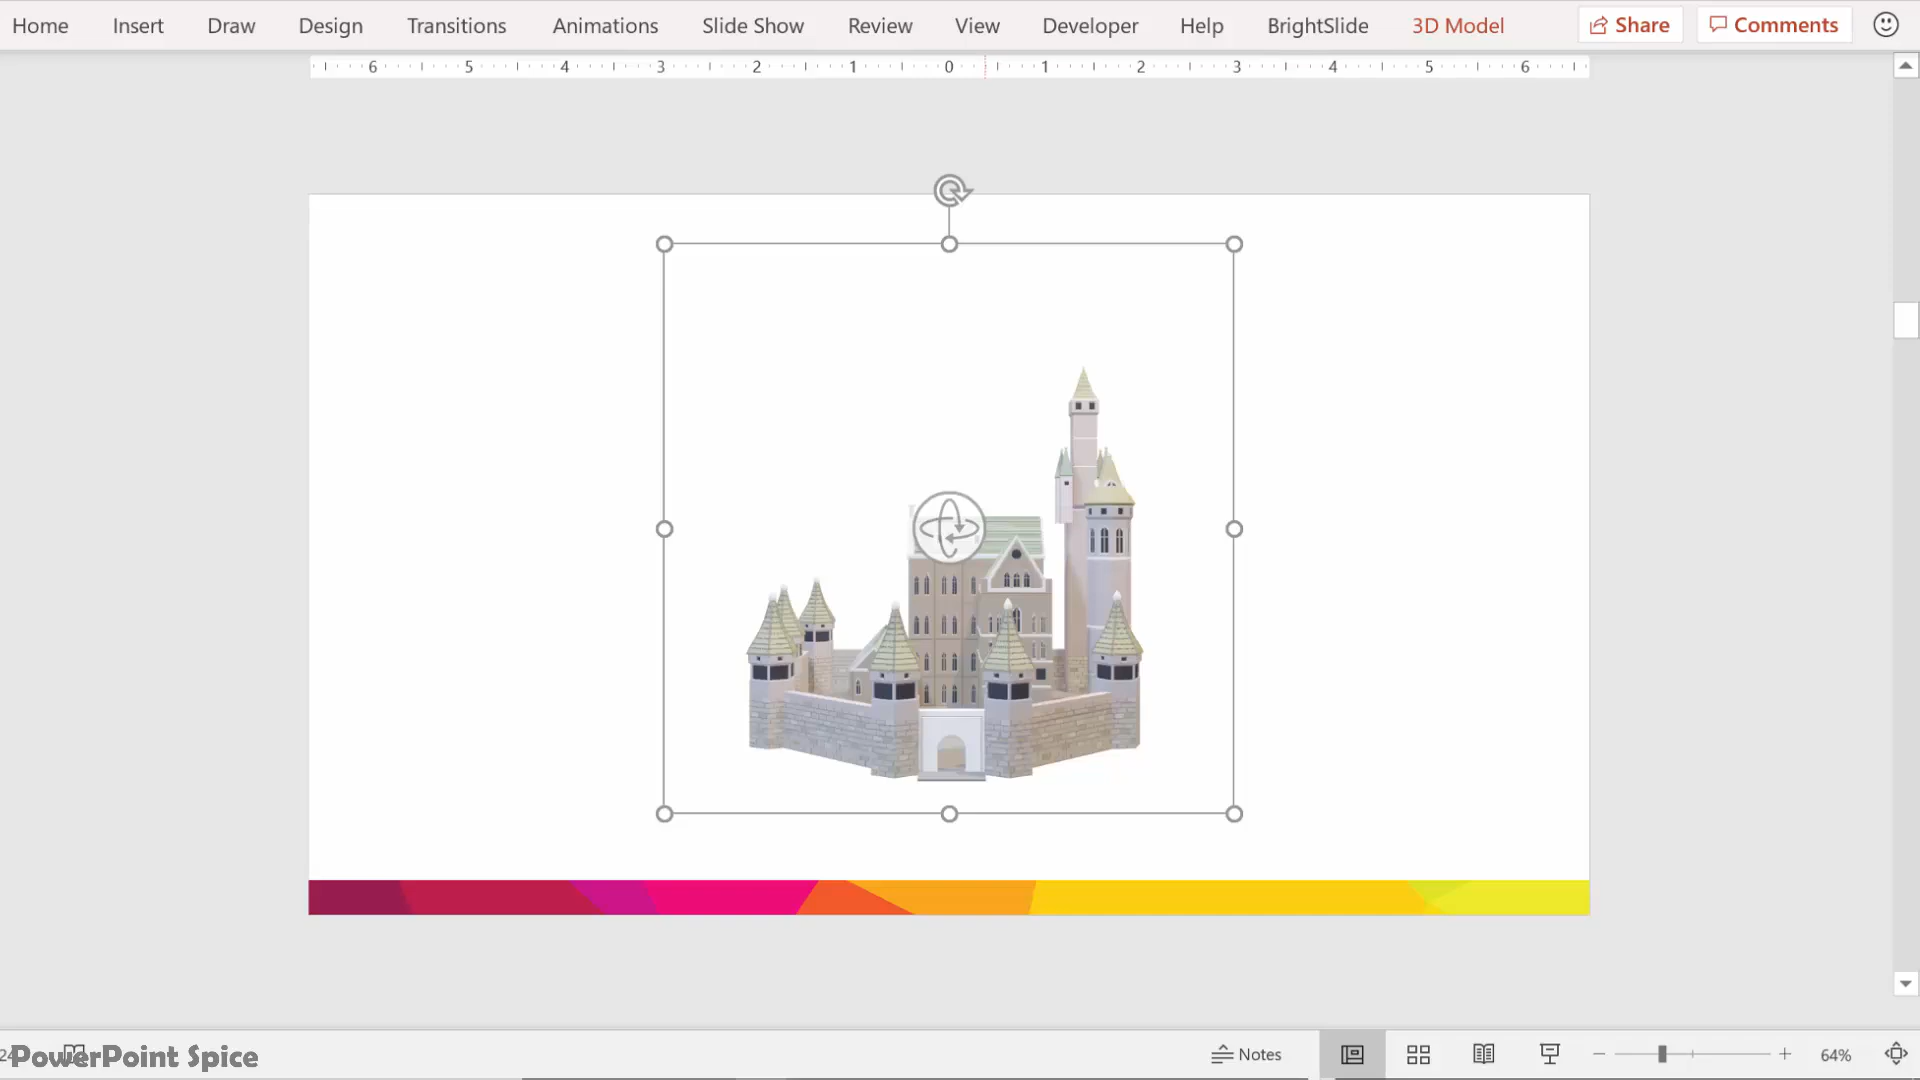 Home Insert Draw Design Transitions Animations Slide Show Review View Developer Help BrightSlide 3D Model Share Comments
6 5 4 3 2 1 0 1 2 3 4 5 6
PowerPoint Spice Notes 64%